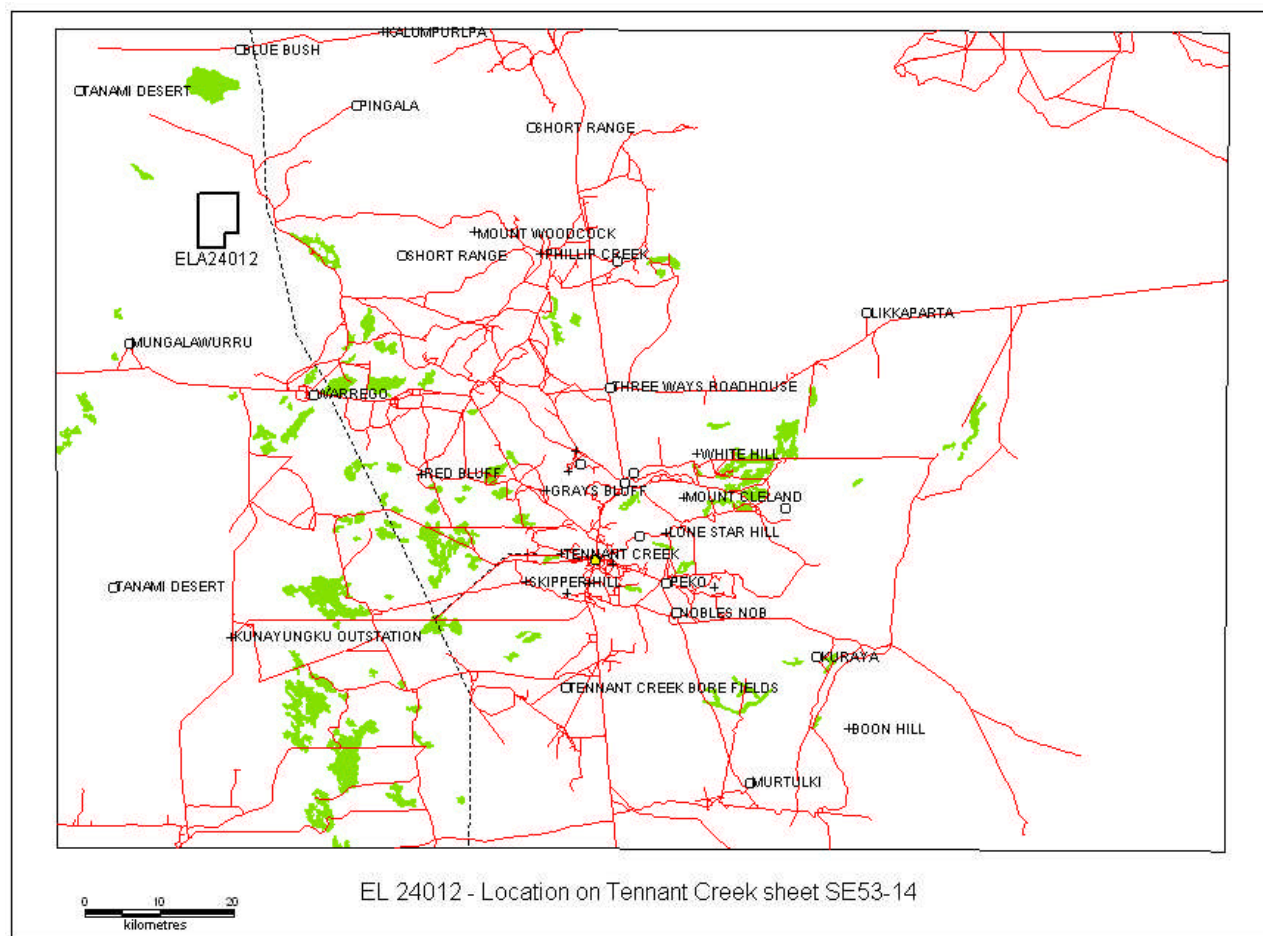 KALUMPURLPA
BLUE BUSH
TANAMI DESERT
PINGALA
SHORT RANGE
MOUNT WOODCOCK
SHORT RANGE
PHILLIP CREEK
ELA24012
LIKKAPARTA
MUNGALAWURRU
THREE WAYS ROADHOUSE
WARREGO
WHITE HILL
RED BLUFF
GRAYS BLUFF
MOUNT CLELAND
LONE STAR HILL
TENNANT CREEK
TANAMI DESERT
SKIPPER HILL
PEKO
NOBLES NOB
KUNAYUNGKU OUTSTATION
KURAYA
TENNANT CREEK BORE FIELDS
BOON HILL
MURTULKI
EL 24012 - Location on Tennant Creek sheet SE53-14
0 10 20
kilometres